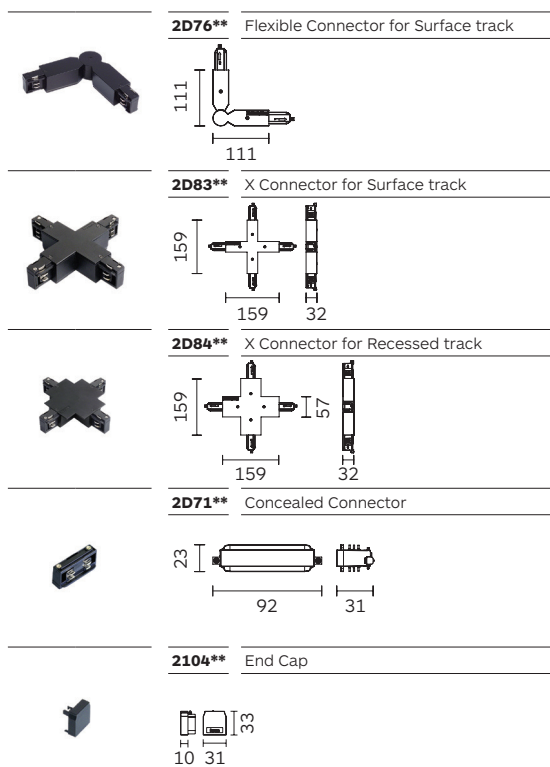 2D76** Flexible Connector for Surface track
111
111
2D83** X Connector for Surface track
159
159 32
2D84** X Connector for Recessed track
159
57
159 32
2D71** Concealed Connector
23
92 31
2104** End Cap
33
10 31